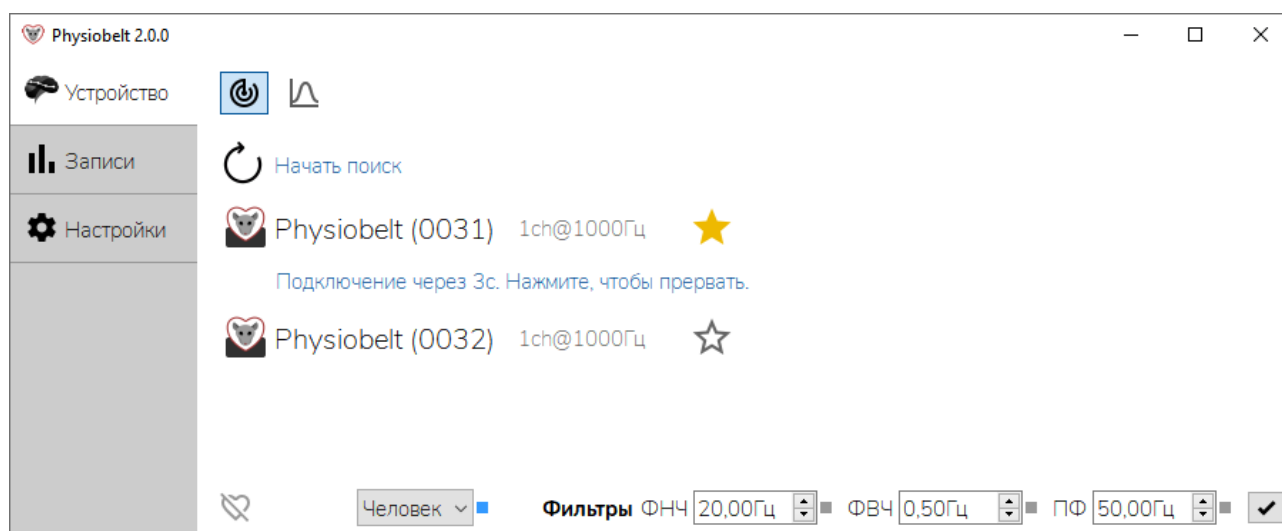 Physiobelt 2.0.0
Устройство
Записи
Настройки
Начать поиск
Physiobelt (0031) 1ch@1000Гц
Подключение через 3с. Нажмите, чтобы прервать.
Physiobelt (0032) 1ch@1000Гц
Человек Фильтры ФНЧ 20,00Гц ФВЧ 0,50Гц ПФ 50,00Гц